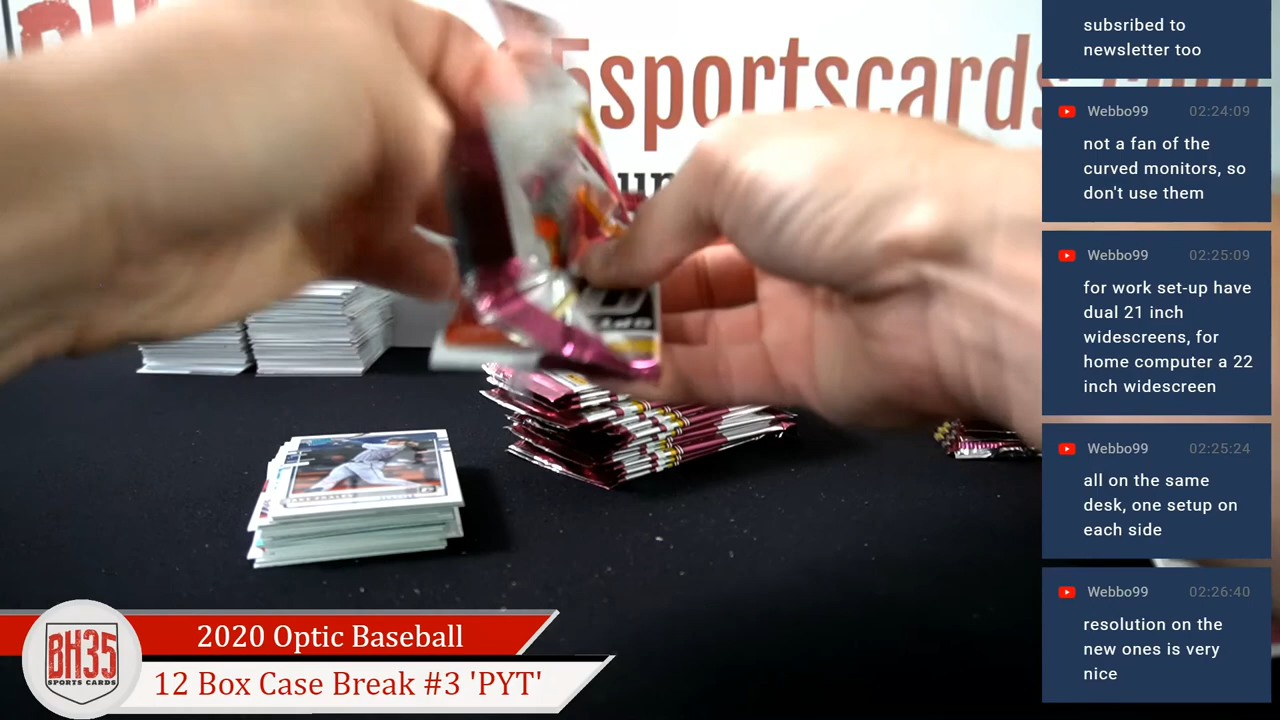 5sportscards
subsribed to
newsletter too
Webbo99 02:24:09
not a fan of the
curved monitors, so
don't use them
Webbo99 02:25:09
for work set-up have
dual 21 inch
widescreens, for
home computer a 22
inch widescreen
Webbo99 02:25:24
all on the same
desk, one setup on
each side
Webbo99 02:26:40
resolution on the
new ones is very
nice
BH35
SPORTS CARDS
2020 Optic Baseball
12 Box Case Break #3 'PYT'